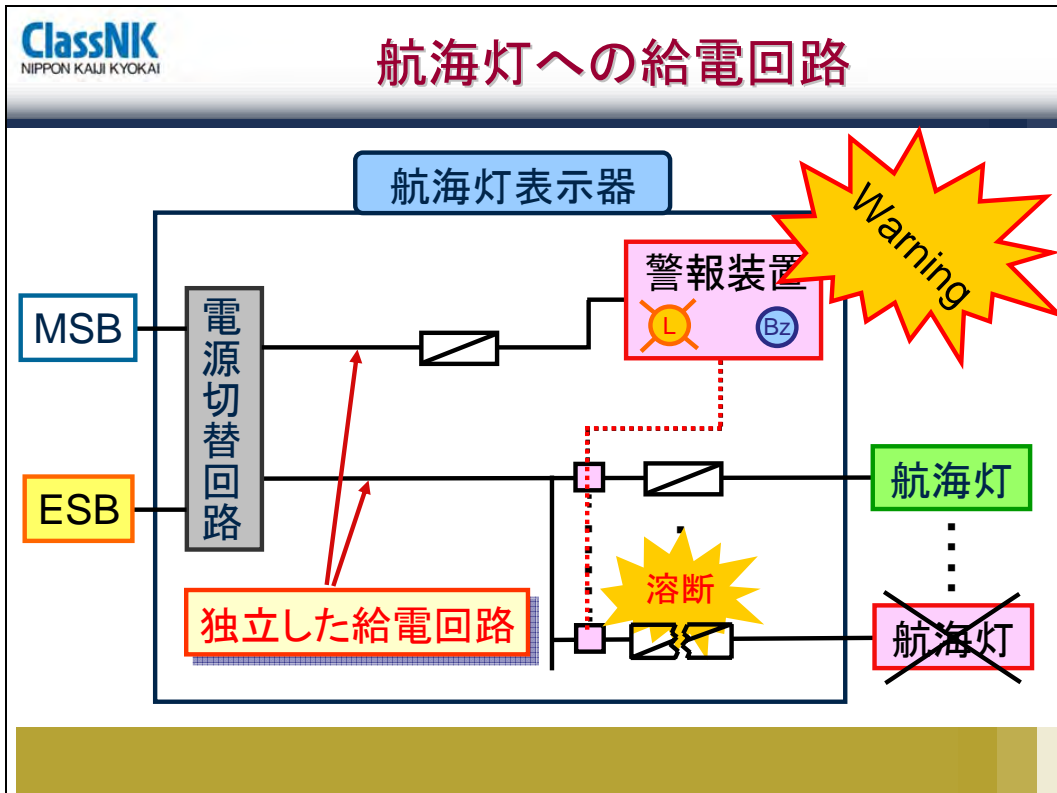 ClassNK
NIPPON KAIJI KYOKAI
航海灯への給電回路
航海灯表示器
Warning
警報装置
L
Bz
MSB
電源切替回路
ESB
航海灯
溶断
独立した給電回路
航海灯